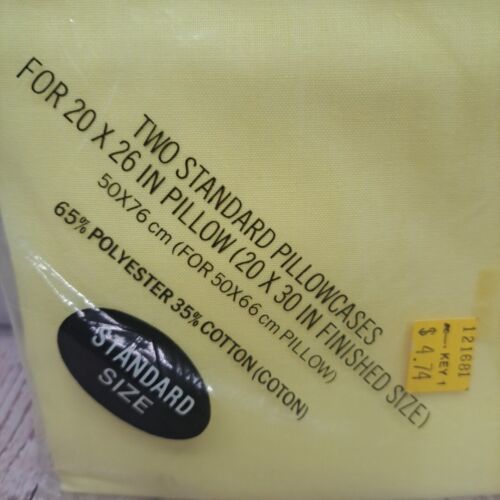 TWO STANDARD PILLOWCASES
FOR 20 X 26 IN PILLOW (20 X 30 IN FINISHED SIZE)
50X76 cm (FOR 50X66 cm PILLOW)
65% POLYESTER 35% COTTON (COTON)
STANDARD
SIZE
121681
KEY 1
$ 4.74